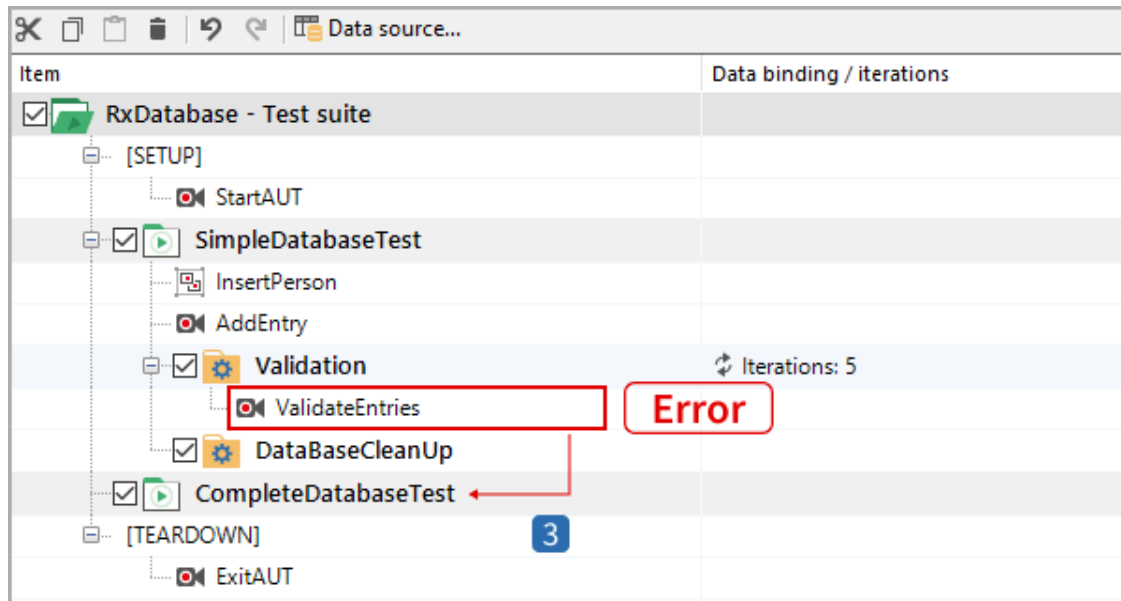 Data source...
Item Data binding / iterations
RxDatabase - Test suite
[SETUP]
StartAUT
SimpleDatabaseTest
InsertPerson
AddEntry
Validation Iterations: 5
ValidateEntries Error
DataBaseCleanUp
CompleteDatabaseTest
[TEARDOWN] 3
ExitAUT